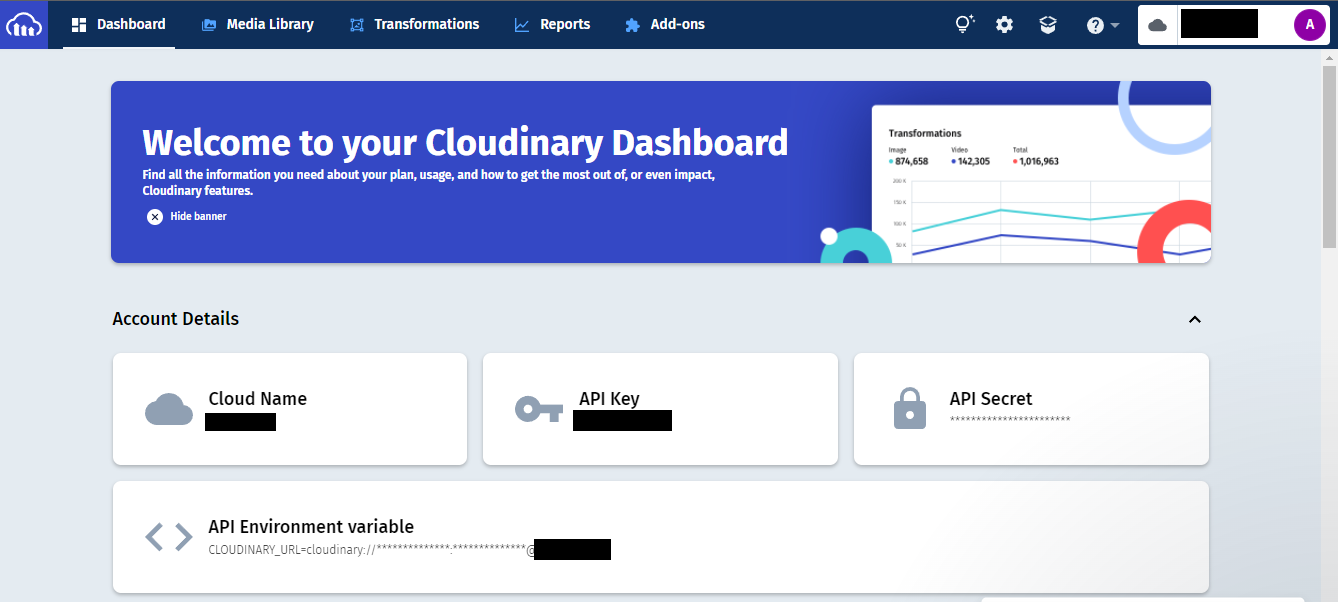 Dashboard
Media Library
Transformations
Reports
Add-ons
A
Welcome to your Cloudinary Dashboard
Find all the information you need about your plan, usage, and how to get the most out of, or even impact,
Cloudinary features.
Hide banner
Transformations
Image Video Total
874,658 142,305 1,016,963
200 K
150 K
100 K
50 K
Account Details
Cloud Name
API Key
API Secret
***********************
API Environment variable
CLOUDINARY_URL=cloudinary://**************:**************@